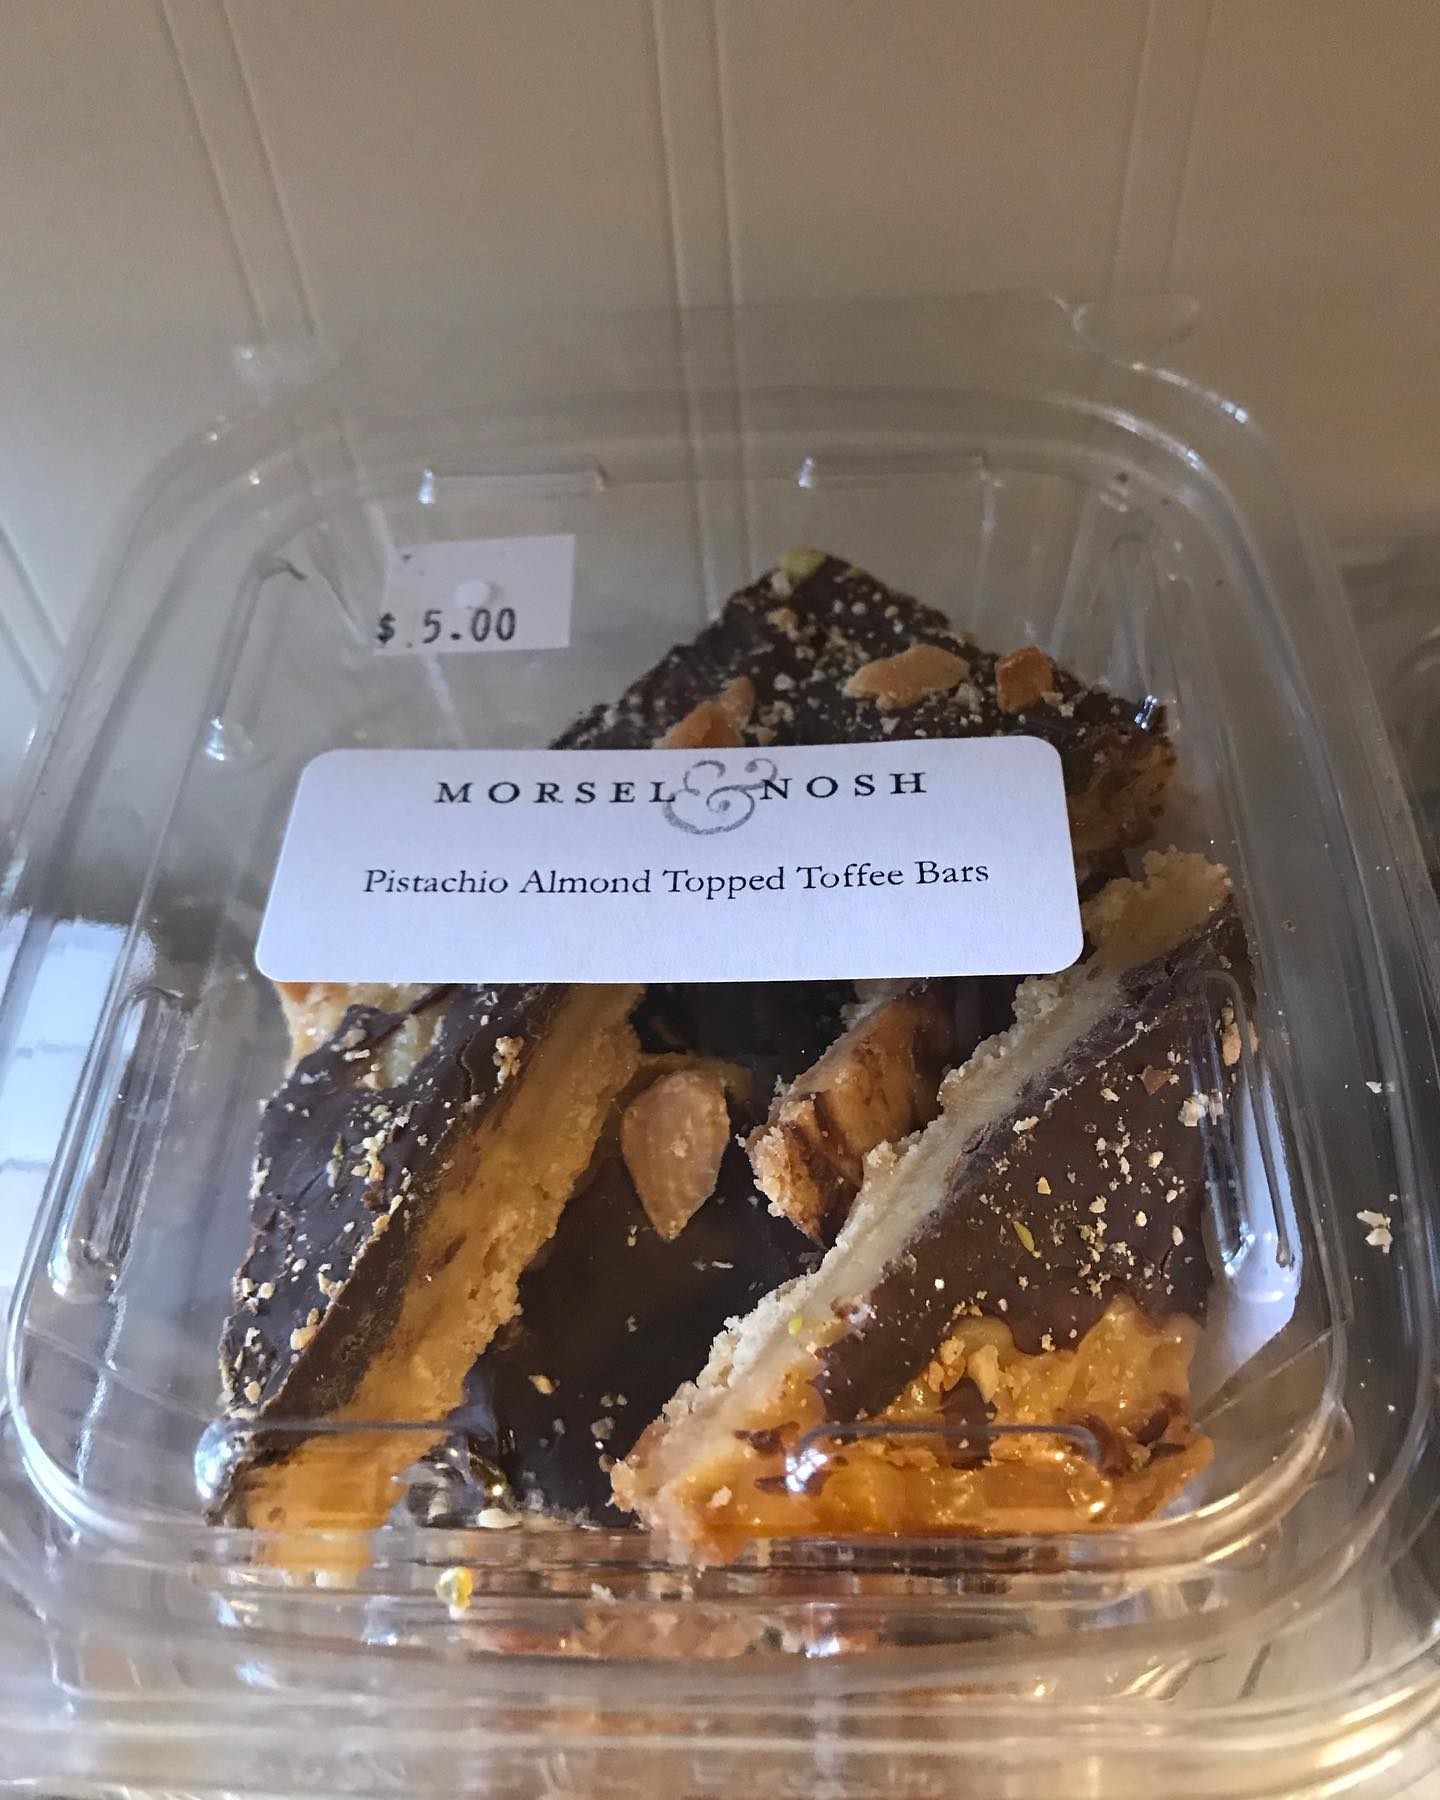 $ 5.00
MORSEL & NOSH
Pistachio Almond Topped Toffee Bars